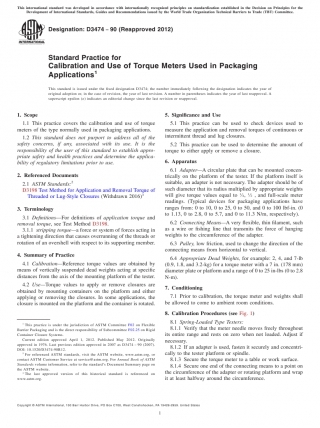 This international standard was developed in accordance with internationally recognized principles on standardization established in the Decision on Principles for the
Development of International Standards, Guides and Recommendations issued by the World Trade Organization Technical Barriers to Trade (TBT) Committee.
Designation: D3474 − 90 (Reapproved 2012)
INTERNATIONAL
Standard Practice for
Calibration and Use of Torque Meters Used in Packaging
Applications1
This standard is issued under the fixed designation D3474; the number immediately following the designation indicates the year of
original adoption or, in the case of revision, the year of last revision. A number in parentheses indicates the year of last reapproval. A
superscript epsilon (ε) indicates an editorial change since the last revision or reapproval.
1. Scope
1.1 This practice covers the calibration and use of torque
meters of the type normally used in packaging applications.
1.2 This standard does not purport to address all of the
safety concerns, if any, associated with its use. It is the
responsibility of the user of this standard to establish appro-
priate safety and health practices and determine the applica-
bility of regulatory limitations prior to use.
2. Referenced Documents
2.1 ASTM Standards:2
D3198 Test Method for Application and Removal Torque of
Threaded or Lug-Style Closures (Withdrawn 2016)3
3. Terminology
3.1 Definitions—For definitions of application torque and
removal torque, see Test Method D3198.
3.1.1 stripping torque—a force or system of forces acting in
a tightening direction that causes overextending of the threads or
rotation of an overshell with respect to its supporting member.
4. Summary of Practice
4.1 Calibration—Reference torque values are obtained by
means of vertically suspended dead weights acting at specific
distances from the axis of the mounting platform of the tester.
4.2 Use—Torque values to apply or remove closures are
obtained by mounting containers on the platform and either
applying or removing the closures. In some applications, the
closure is mounted on the platform and the container is rotated.
1 This practice is under the jurisdiction of ASTM Committee
Current edition approved April 1, 2012. Published May 2012. Originally
approved in 1976. Last previous edition approved in 2007 as D3474 – 90 (2007).
2 For referenced ASTM standards, visit the ASTM website, www.astm.org, or
contact ASTM Customer Service at service@astm.org. For Annual Book of ASTM
Standards volume information, refer to the standard's Document Summary page on
the ASTM website.
3 The last approved version of this historical standard is referenced on
www.astm.org.
5. Significance and Use
5.1 This practice can be used to check devices used to
measure the application and removal torques of continuous or
intermittent thread and lug closures.
5.2 This practice can be used to determine the amount of
torque to either apply or remove a closure.
6. Apparatus
6.1 Adapter—A circular plate that can be mounted concen-
trically on the platform of the tester. If the platform itself is
suitable, an adapter is not necessary. The adapter should be of
such diameter that its radius multiplied by appropriate weights
will give torque values equal to and full-scale meter
readings. (Typical devices for packaging applications have
ranges from: 0 to 10, 0 to 25, 0 to 50, and 0 to 100 lbf·in. (0
to 1.13, 0 to 2.8, 0 to 5.7, and 0 to 11.3 N·m, respectively).
6.2 Connecting Means—A very flexible, thin filament, such
as a wire or fishing line that transmits the force of hanging
weights to the circumference of the adapter.
6.3 Pulley, low friction, used to change the direction of the
connecting means from horizontal to vertical.
6.4 Appropriate Dead Weights, for example: 2, 4, and 7-lb
(0.9, 1.8, and 3.2-kg) for a torque meter with a 7 in. (178 mm)
diameter platform or platform and a range of 0 to 25 in-lbs (0 to 2.8
N-m).
7. Conditioning
7.1 Prior to calibration, the torque meter and weights shall
be allowed to come to ambient room conditions.
8. Calibration Procedures (see Fig. 1)
8.1 Spring-Loaded Type Testers:
8.1.1 Verify that the meter needle moves freely throughout
its entire range and rests on zero when not loaded. Adjust if
necessary.
8.1.2 If an adapter is used, fasten it securely and concentri-
cally to the tester platform or spindle.
8.1.3 Secure the torque meter to a table or work surface.
8.1.4 Secure one end of the connecting means to a point on
the circumference of the adapter or rotating platform and wrap
it at least halfway around the circumference.
Copyright © ASTM International, 100 Barr Harbor Drive, PO Box C700, West Conshohocken, PA 19428-2959. United States
1